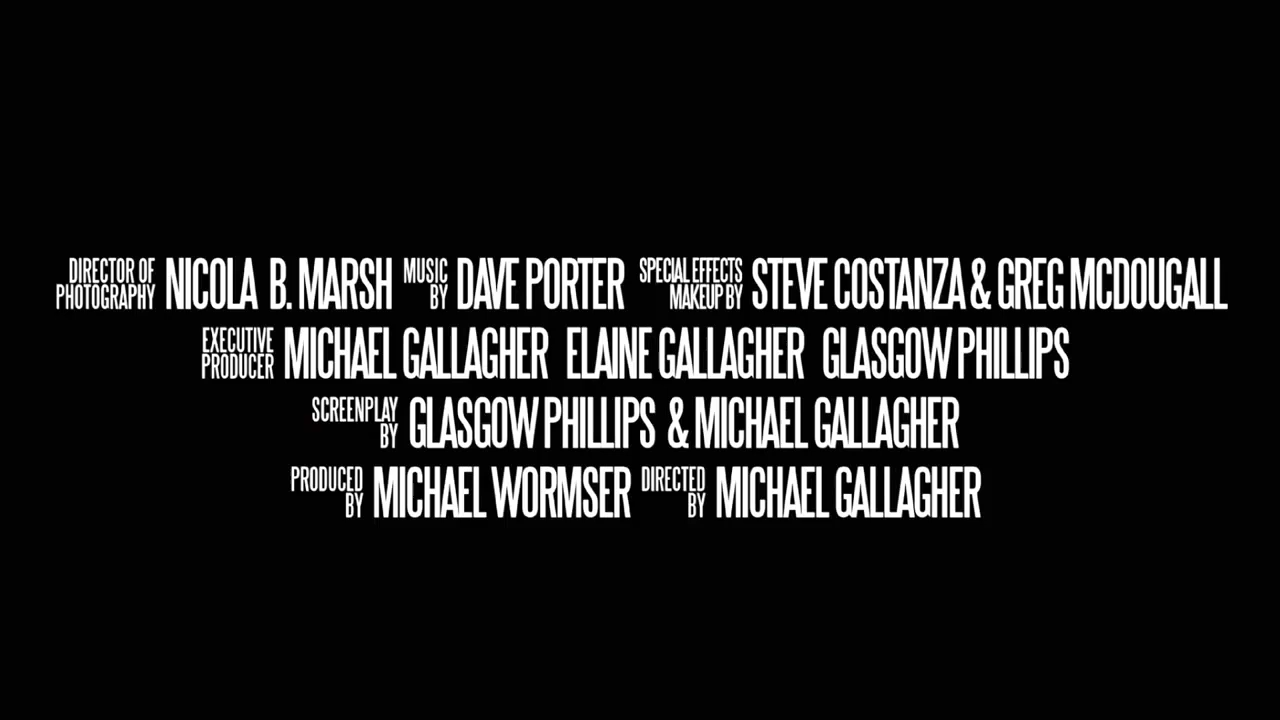 DIRECTOR OF PHOTOGRAPHY NICOLA B. MARSH MUSIC BY DAVE PORTER SPECIAL EFFECTS MAKEUP BY STEVE COSTANZA & GREG MCDOUGALL
EXECUTIVE PRODUCER MICHAEL GALLAGHER ELAINE GALLAGHER GLASGOW PHILLIPS
SCREENPLAY BY GLASGOW PHILLIPS & MICHAEL GALLAGHER
PRODUCED BY MICHAEL WORMSER DIRECTED BY MICHAEL GALLAGHER